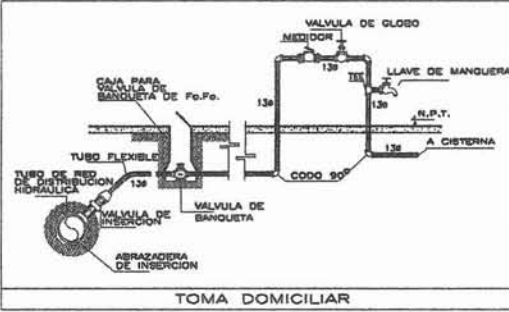 VALVULA DE GLOBO
MEDIDOR
13ø
TEE
LLAVE DE MANGUERA
13ø
13ø
CAJA PARA
VALVULA DE
BANQUETA DE Fo.Fo.
N.P.T.
TUBO FLEXIBLE
13ø
A CISTERNA
13ø
TUBO DE RED
DE DISTRIBUCION
HIDRAULICA
CODO 90°
VALVULA DE
INSERCION
VALVULA DE
BANQUETA
ABRAZADERA
DE INSERCION
TOMA DOMICILIAR